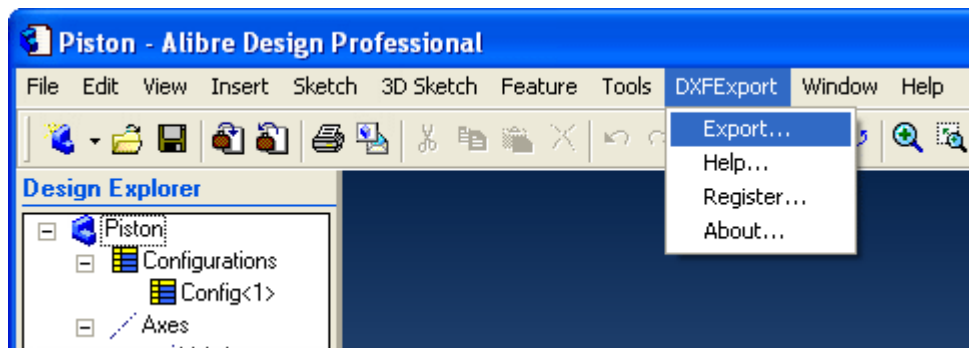 Piston - Alibre Design Professional
File Edit View Insert Sketch 3D Sketch Feature Tools DXFExport Window Help
Export...
Help...
Register...
About...
Design Explorer
Piston
Configurations
Config<1>
Axes